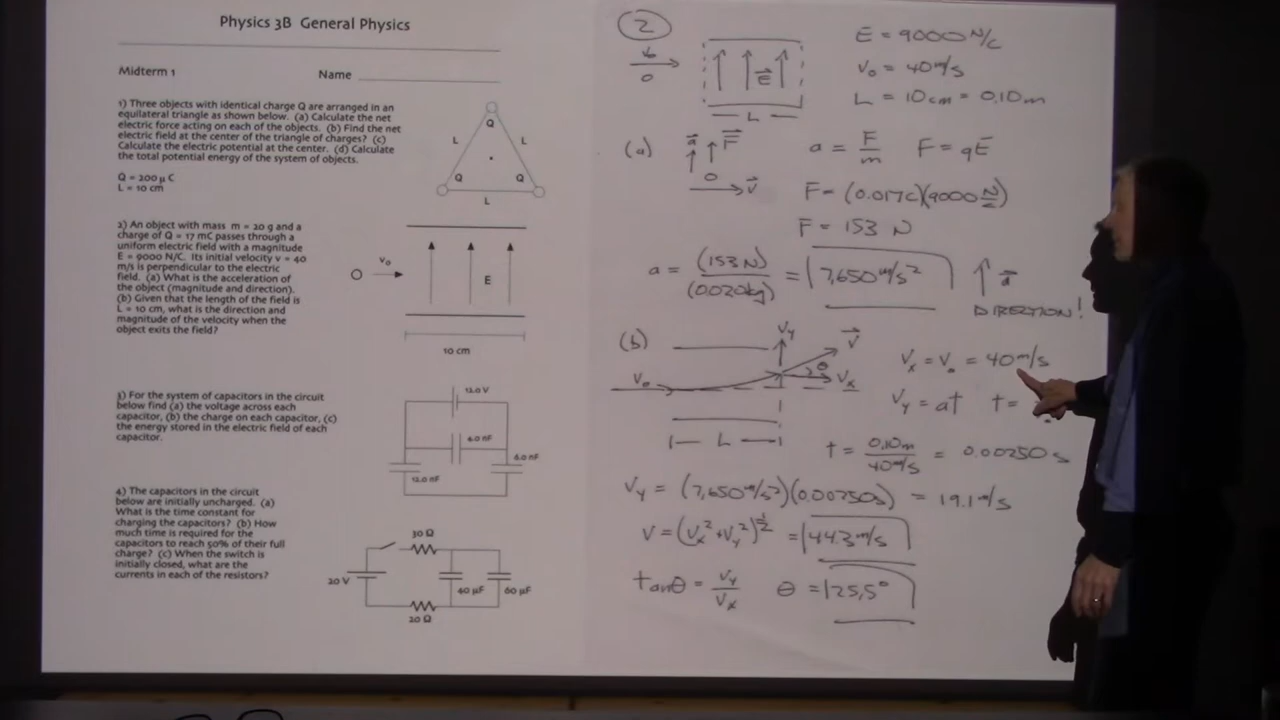 Physics 3B General Physics
Midterm 1 Name
1) Three objects with identical charge Q are arranged in an
equilateral triangle as shown below. (a) Calculate the net
electric force acting on each of the objects. (b) Find the net
electric field at the center of the triangle of charges? (c)
Calculate the electric potential at the center. (d) Calculate
the total potential energy of the system of objects.
Q = 200 μ C
L = 10 cm
Q
L L
Q Q
L
2) An object with mass m = 20 g and a
charge of Q = 17 mC passes through a
uniform electric field with a magnitude
E = 9000 N/C. Its initial velocity v = 40
m/s is perpendicular to the electric
field. (a) What is the acceleration of
the object (magnitude and direction).
(b) Given that the length of the field is
L = 10 cm, what is the direction and
magnitude of the velocity when the
object exits the field?
v₀
E
10 cm
3) For the system of capacitors in the circuit
below find (a) the voltage across each
capacitor, (b) the charge on each capacitor, (c)
the energy stored in the electric field of each
capacitor.
12.0 V
6.0 nF
12.0 nF
4) The capacitors in the circuit
below are initially uncharged. (a)
What is the time constant for
charging the capacitors? (b) How
much time is required for the
capacitors to reach 50% of their full
charge? (c) When the switch is
initially closed, what are the
currents in each of the resistors?
30 Ω
20 V
40 μF 60 μF
20 Ω
2
V₀
E
L
E = 9000 N/C
V₀ = 40 m/s
L = 10 cm = 0.10 m
(a) a F
V
a = F/m F = qE
F = (0.017C)(9000 N/C)
F = 153 N
a = (153 N)/(0.020 kg) = 7,650 m/s² a
DIRECTION!
(b) V₀ Vy V θ Vx
L
Vx = V₀ = 40 m/s
Vy = at t =
t = 0.10m/40 m/s = 0.00250 s
Vy = (7,650 m/s²)(0.00250s) = 19.1 m/s
V = (Vx² + Vy²)^½ = 44.3 m/s
tanθ = Vy/Vx θ = 25.5°